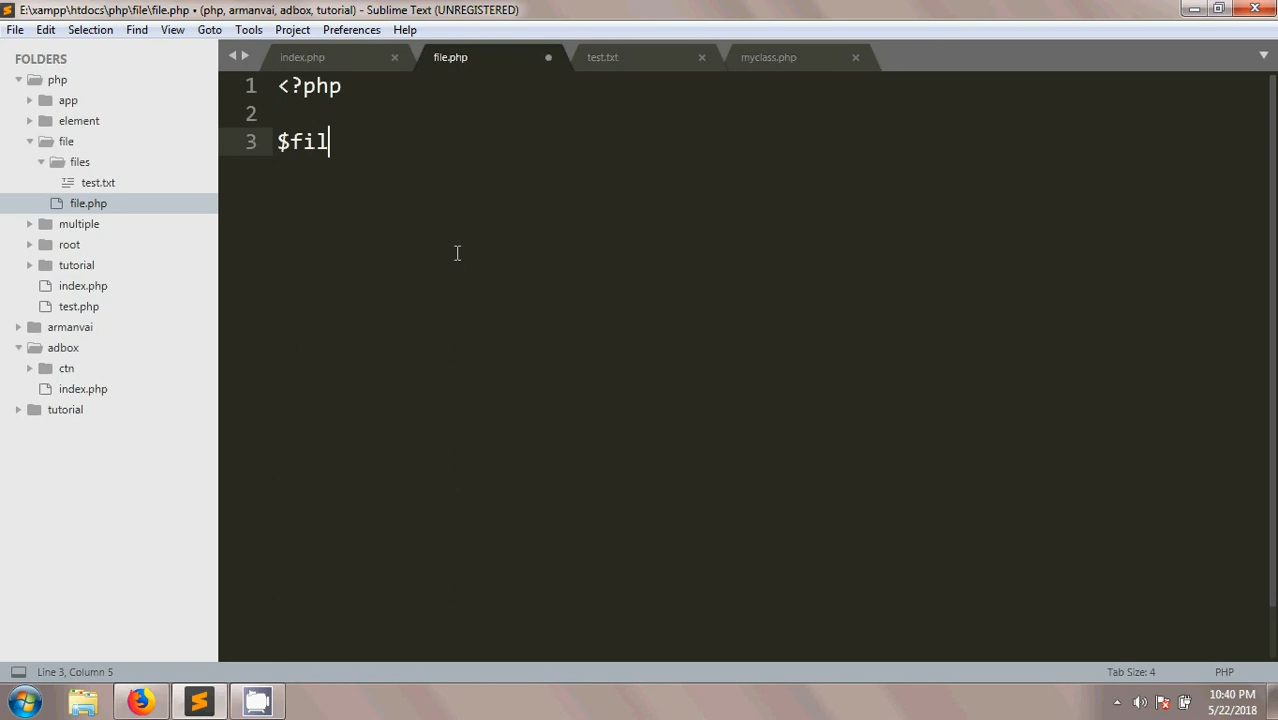 E:\xampp\htdocs\php\file\file.php • (php, armanvai, adbox, tutorial) - Sublime Text (UNREGISTERED)
File Edit Selection Find View Goto Tools Project Preferences Help
FOLDERS
php
app
element
file
files
test.txt
file.php
multiple
root
tutorial
index.php
test.php
armanvai
adbox
ctn
index.php
tutorial
index.php file.php test.txt myclass.php
1 <?php
2
3 $fil
Line 3, Column 5 Tab Size: 4 PHP
10:40 PM
5/22/2018